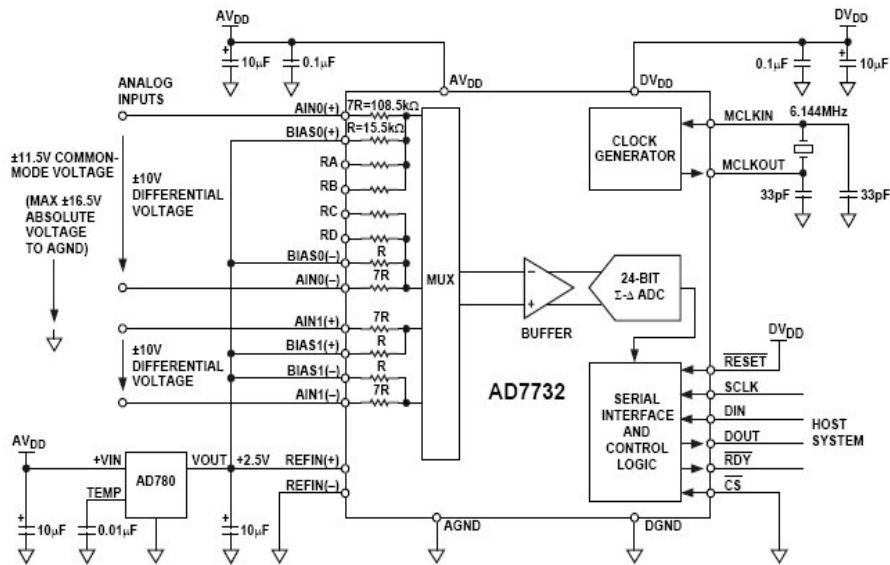 AVDD
DVDD
10µF
0.1µF
0.1µF
10µF
ANALOG
INPUTS
AVDD
DVDD
AIN0(+)
7R=108.5kΩ
BIAS0(+)
R=15.5kΩ
RA
RB
RC
RD
BIAS0(–)
R
AIN0(–)
7R
AIN1(+)
7R
BIAS1(+)
R
BIAS1(–)
R
AIN1(–)
7R
±11.5V COMMON-
MODE VOLTAGE
(MAX ±16.5V
ABSOLUTE
VOLTAGE
TO AGND)
±10V
DIFFERENTIAL
VOLTAGE
±10V
DIFFERENTIAL
VOLTAGE
MUX
BUFFER
–
+
24-BIT
Σ-Δ ADC
CLOCK
GENERATOR
MCLKIN
6.144MHz
MCLKOUT
33pF
33pF
AD7732
SERIAL
INTERFACE
AND
CONTROL
LOGIC
DVDD
RESET
SCLK
DIN
DOUT
RDY
CS
HOST
SYSTEM
AVDD
+VIN
AD780
VOUT
+2.5V
TEMP
REFIN(+)
REFIN(–)
10µF
0.01µF
10µF
AGND
DGND